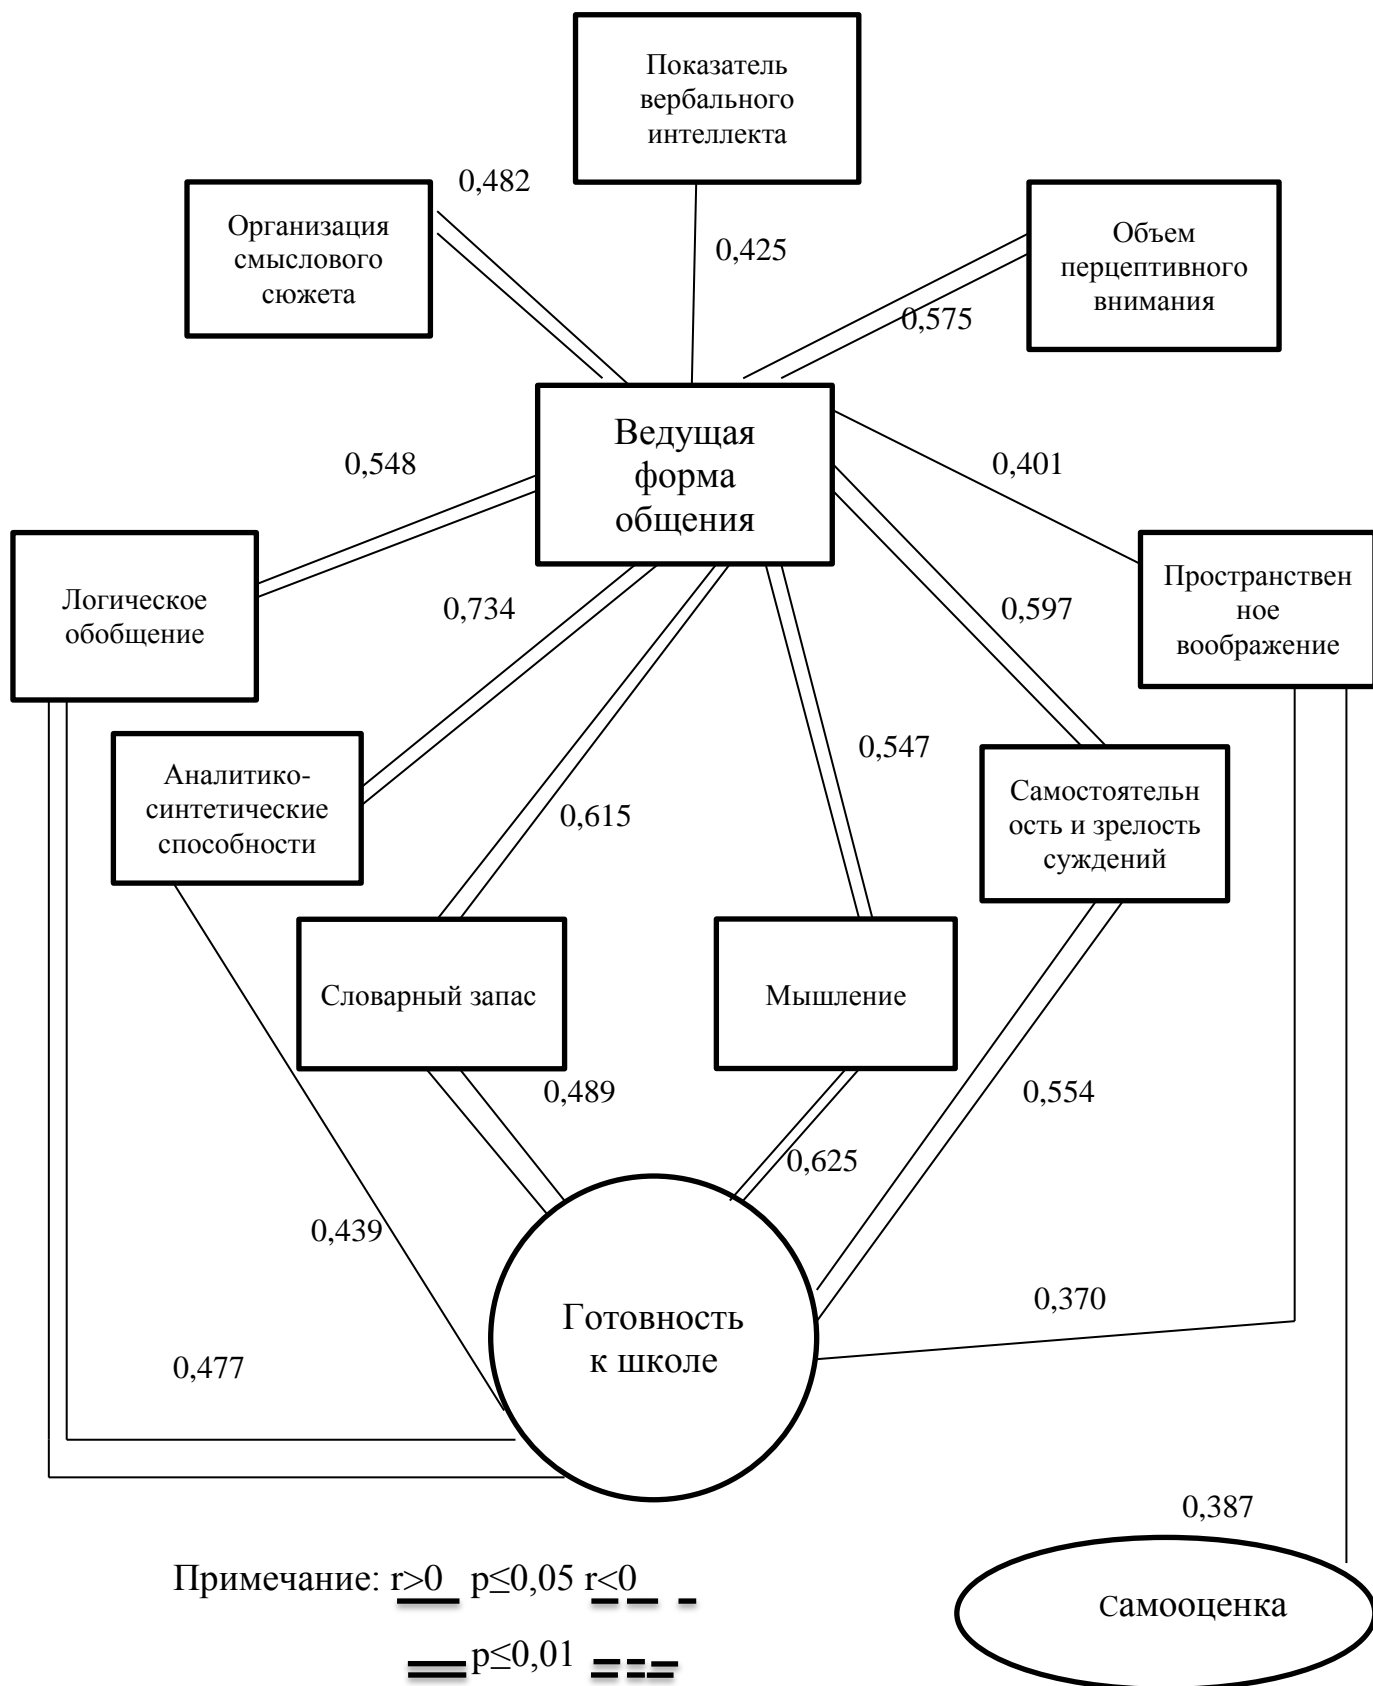 Показатель
вербального
интеллекта
0,482
Организация
смыслового
сюжета
0,425
Объем
перцептивного
внимания
0,575
Ведущая
форма
общения
0,548
0,401
Логическое
обобщение
0,734
0,597
Пространствен
ное
воображение
Аналитико-
синтетические
способности
0,615
0,547
Самостоятельн
ость и зрелость
суждений
Словарный запас
Мышление
0,489
0,554
0,625
0,439
Готовность
к школе
0,370
0,477
0,387
Самооценка
Примечание: r>0 p≤0,05 r<0
p≤0,01